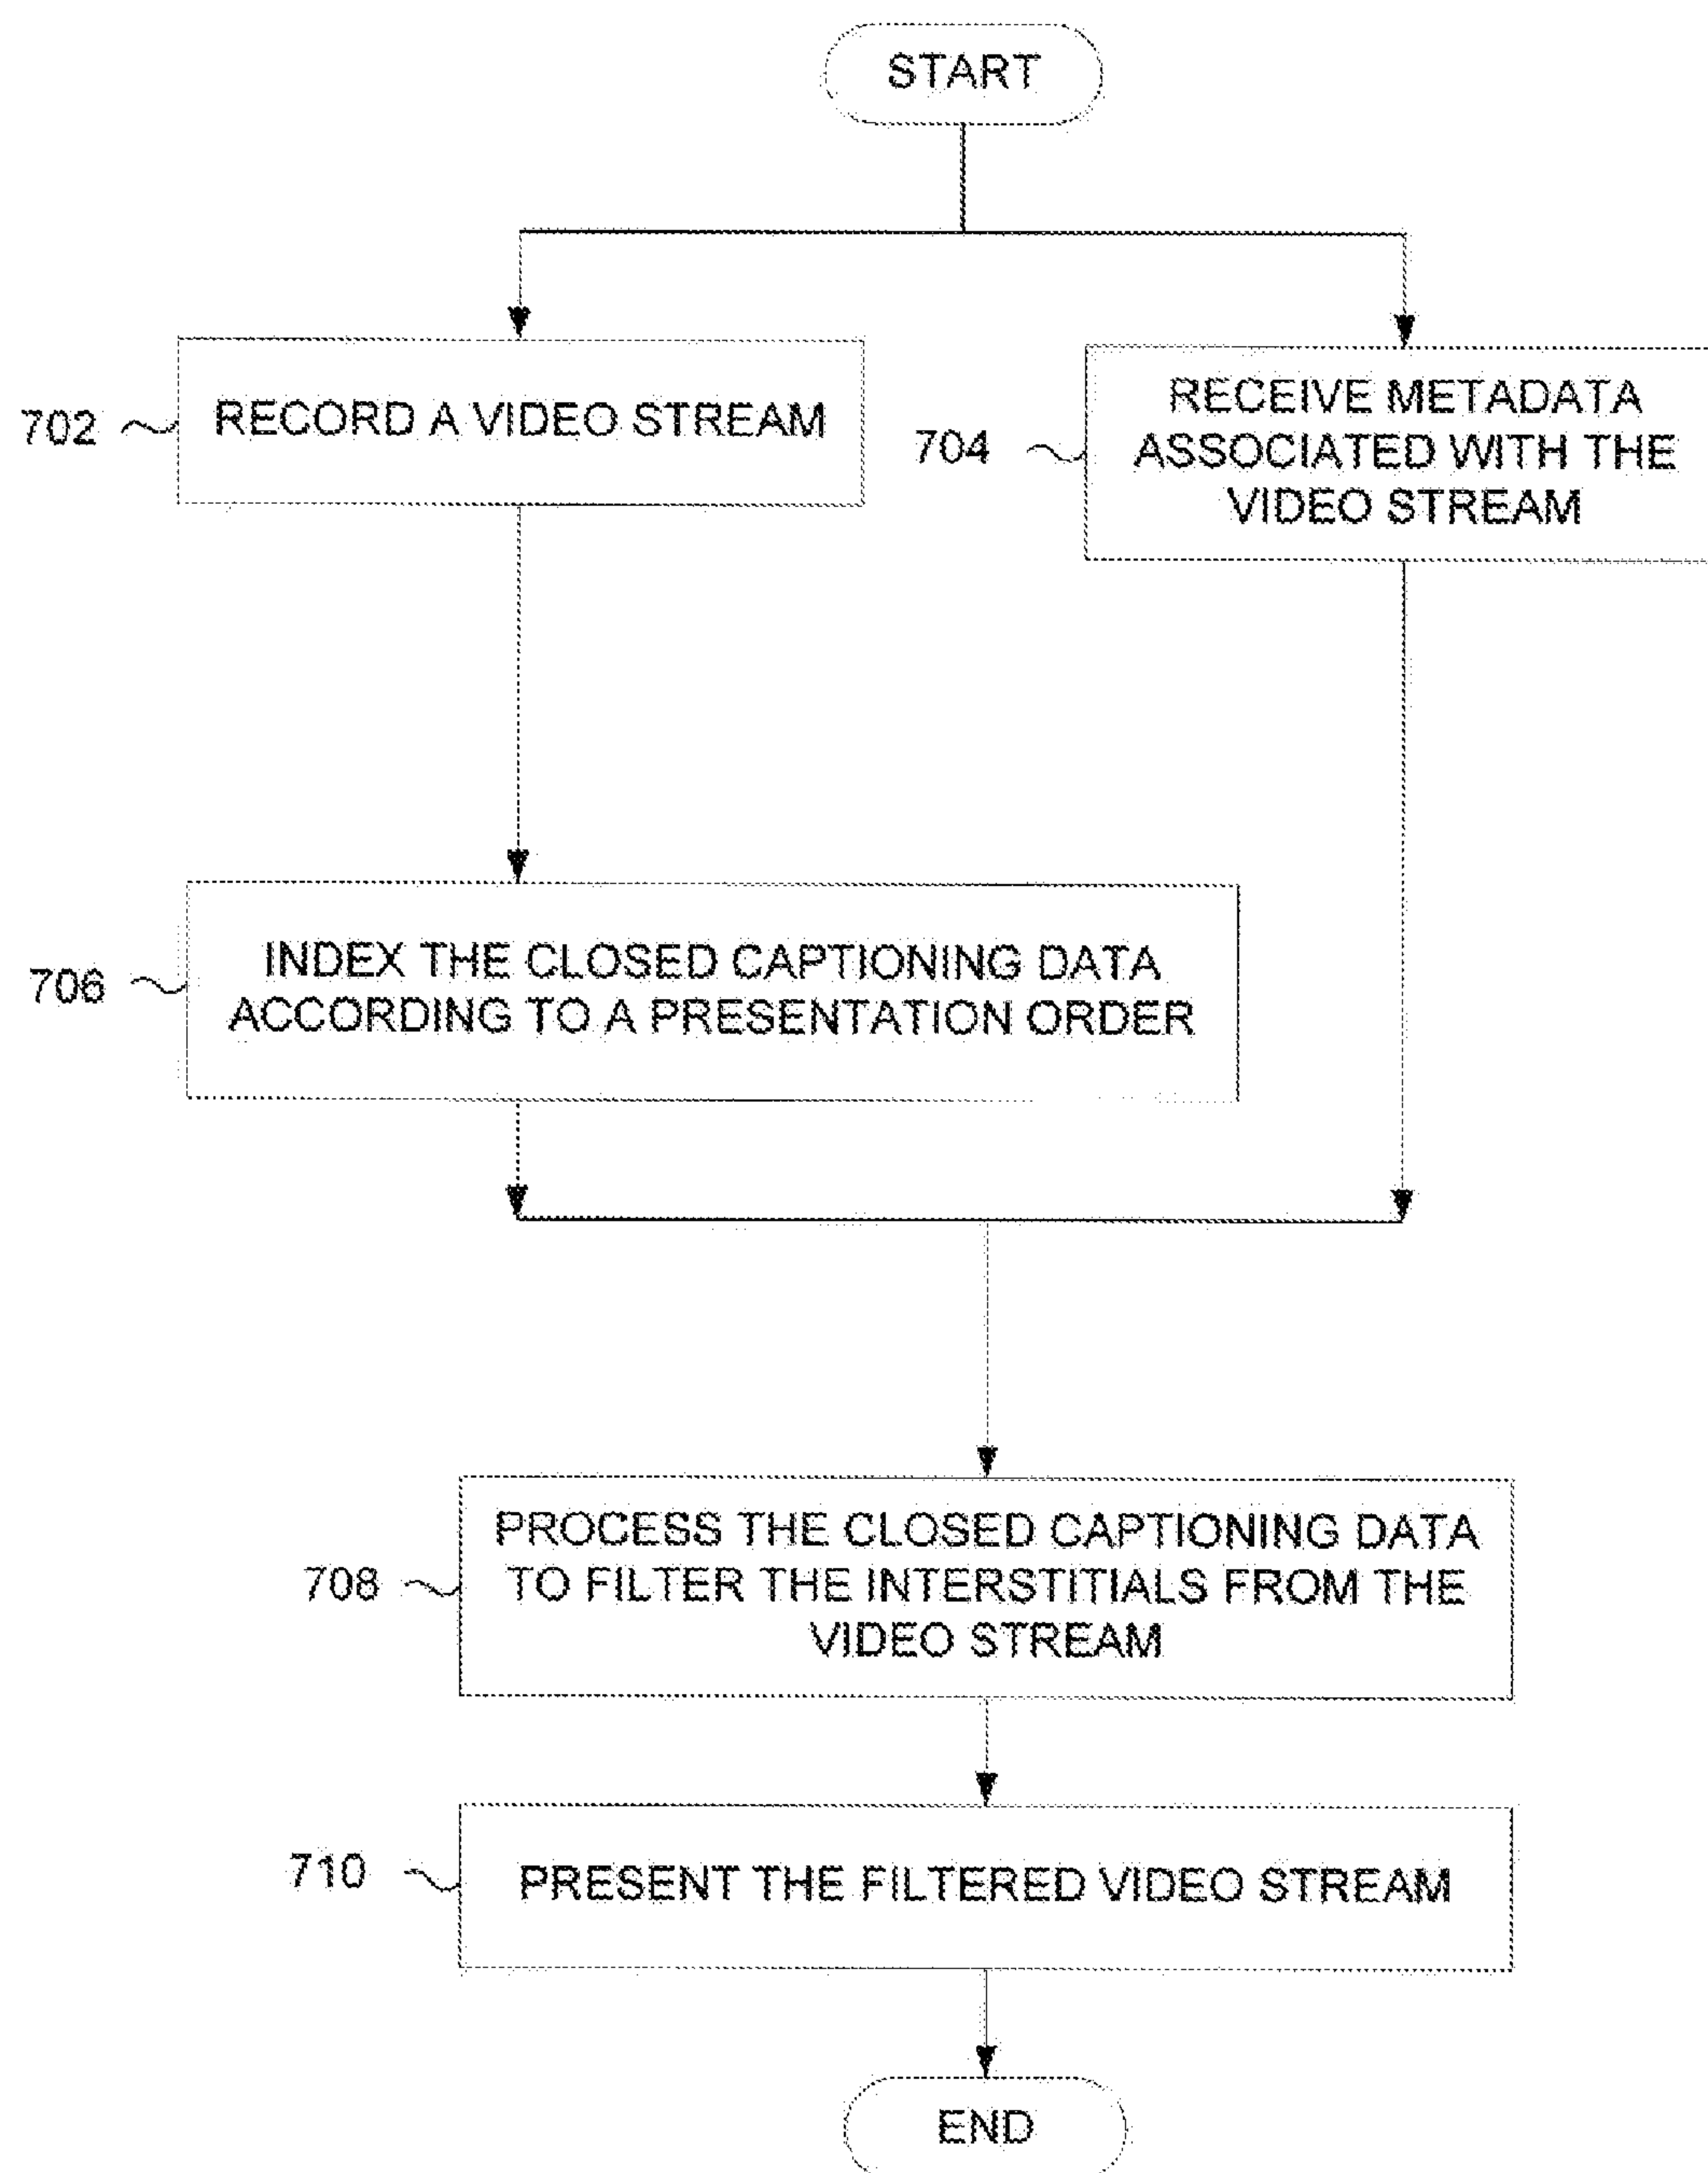 START
702
RECORD A VIDEO STREAM
704
RECEIVE METADATA
ASSOCIATED WITH THE
VIDEO STREAM
706
INDEX THE CLOSED CAPTIONING DATA
ACCORDING TO A PRESENTATION ORDER
708
PROCESS THE CLOSED CAPTIONING DATA
TO FILTER THE INTERSTITIALS FROM THE
VIDEO STREAM
710
PRESENT THE FILTERED VIDEO STREAM
END